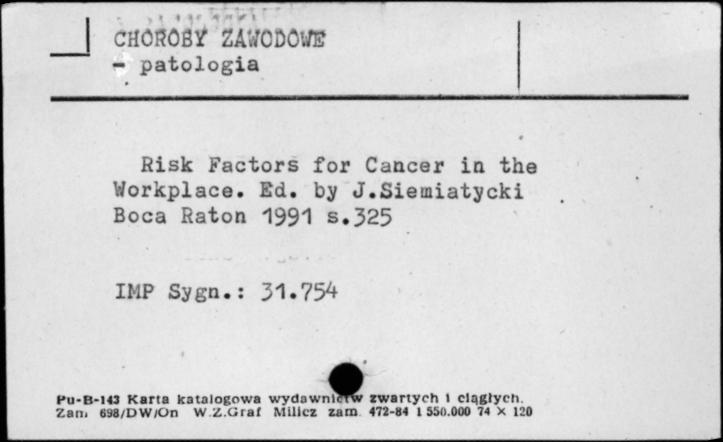 CHOROBY ZAWODOWE
- patologia
Risk Factors for Cancer in the
Workplace. Ed. by J.Siemiatycki
Boca Raton 1991 s.325
IMP Sygn.: 31.754
Pu-B-143 Karta katalogowa wydawnictw zwartych i ciągłych.
Zam 698/DW/On W.Z.Graf Milicz zam. 472-84 1 550.000 74 × 120